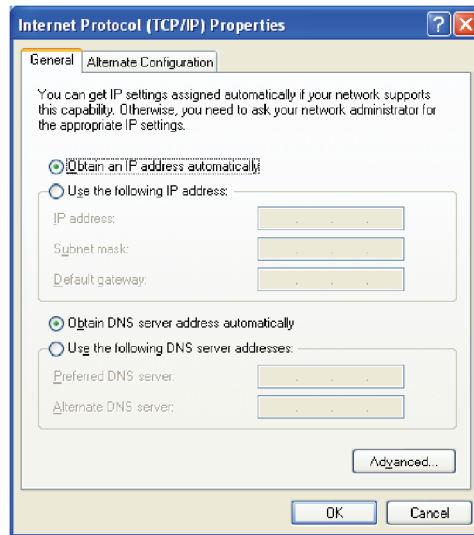 Internet Protocol (TCP/IP) Properties
General
Alternate Configuration
You can get IP settings assigned automatically if your network supports
this capability. Otherwise, you need to ask your network administrator for
the appropriate IP settings.
Obtain an IP address automatically
Use the following IP address:
IP address:
Subnet mask:
Default gateway:
Obtain DNS server address automatically
Use the following DNS server addresses:
Preferred DNS server:
Alternate DNS server:
Advanced...
OK
Cancel